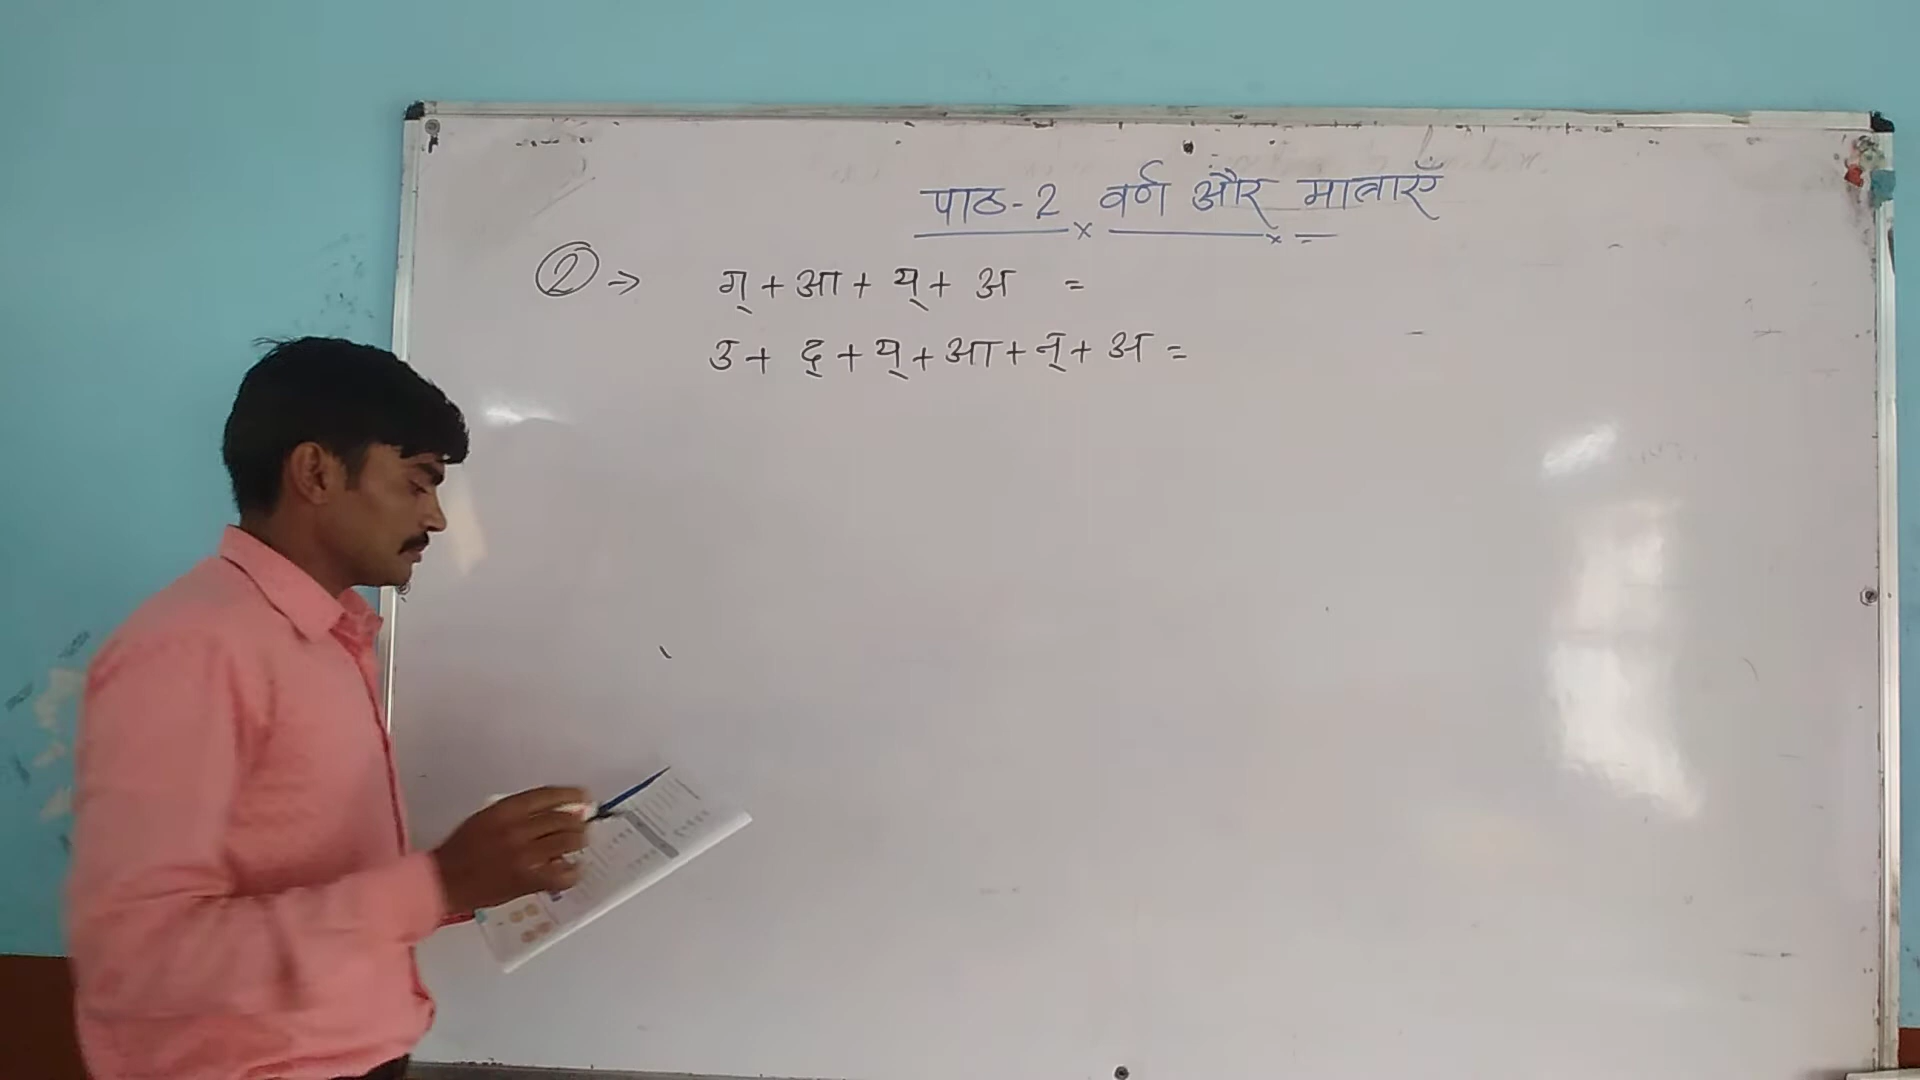 पाठ-2 वर्ण और मात्राएँ
② → ग् + आ + य् + अ =
उ + द् + य् + आ + न् + अ =